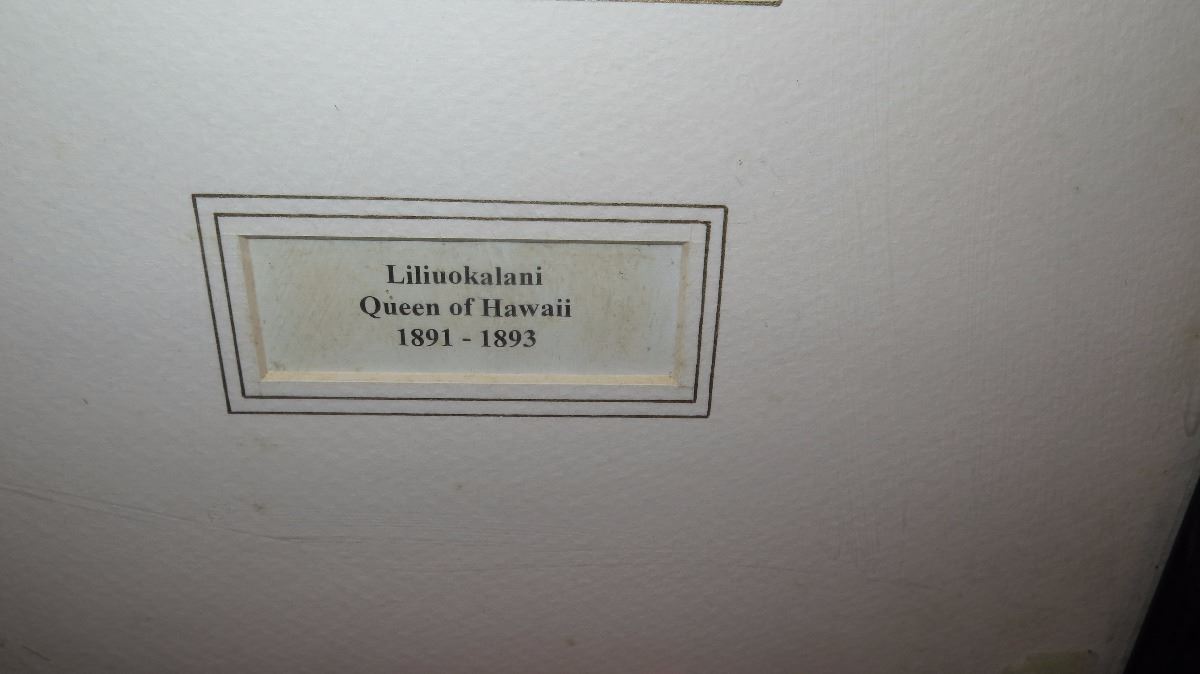 Liliuokalani
Queen of Hawaii
1891 - 1893